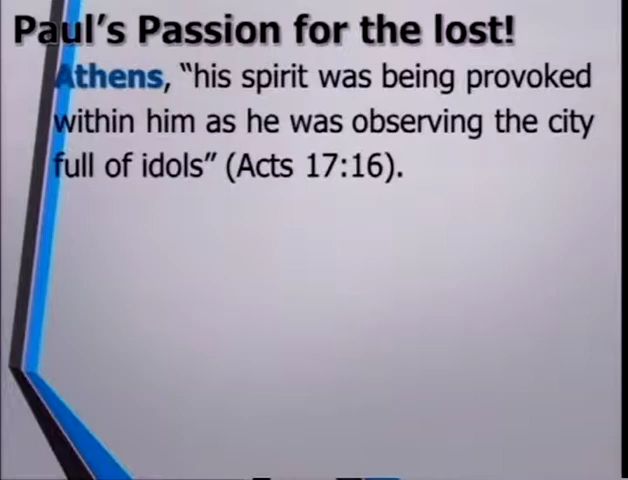 Paul's Passion for the lost!
Athens, “his spirit was being provoked
within him as he was observing the city
full of idols” (Acts 17:16).